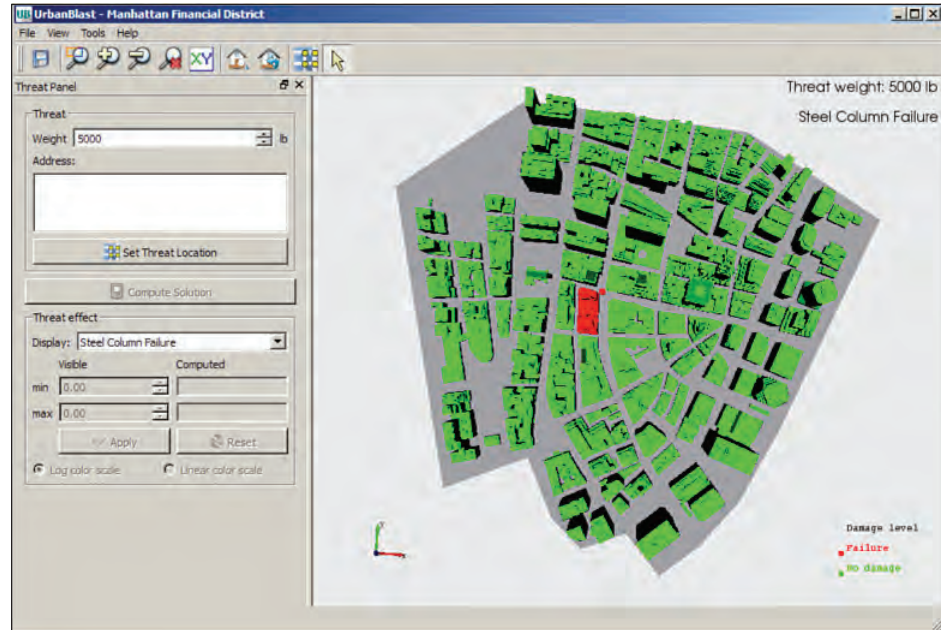 UrbanBlast - Manhattan Financial District
File View Tools Help
XY
Threat Panel
Threat
Weight 5000 lb
Address:
Set Threat Location
Compute Solution
Threat effect
Display: Steel Column Failure
Visible Computed
min 0.00
max 0.00
Apply Reset
Log color scale Linear color scale
Threat weight: 5000 lb
Steel Column Failure
Damage level
Failure
No damage